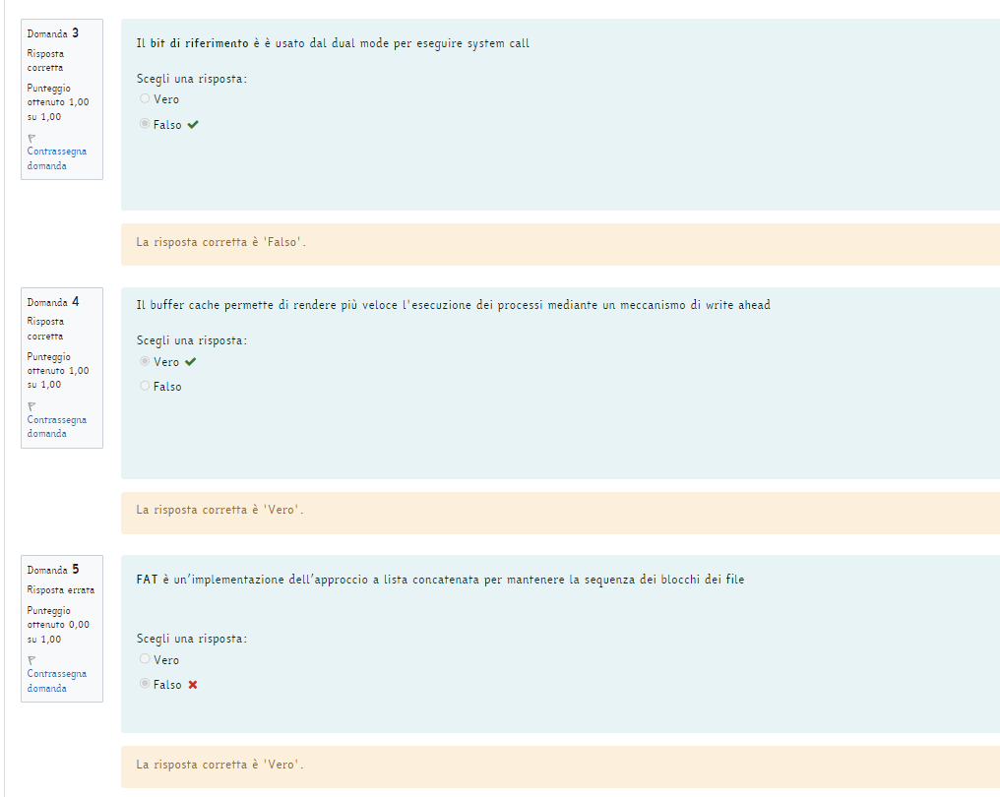 Domanda 3
Risposta
corretta
Punteggio
ottenuto 1,00
su 1,00
Contrassegna
domanda
Il bit di riferimento è è usato dal dual mode per eseguire system call
Scegli una risposta:
Vero
Falso
La risposta corretta è 'Falso'.
Domanda 4
Risposta
corretta
Punteggio
ottenuto 1,00
su 1,00
Contrassegna
domanda
Il buffer cache permette di rendere più veloce l'esecuzione dei processi mediante un meccanismo di write ahead
Scegli una risposta:
Vero
Falso
La risposta corretta è 'Vero'.
Domanda 5
Risposta errata
Punteggio
ottenuto 0,00
su 1,00
Contrassegna
domanda
FAT è un’implementazione dell’approccio a lista concatenata per mantenere la sequenza dei blocchi dei file
Scegli una risposta:
Vero
Falso
La risposta corretta è 'Vero'.